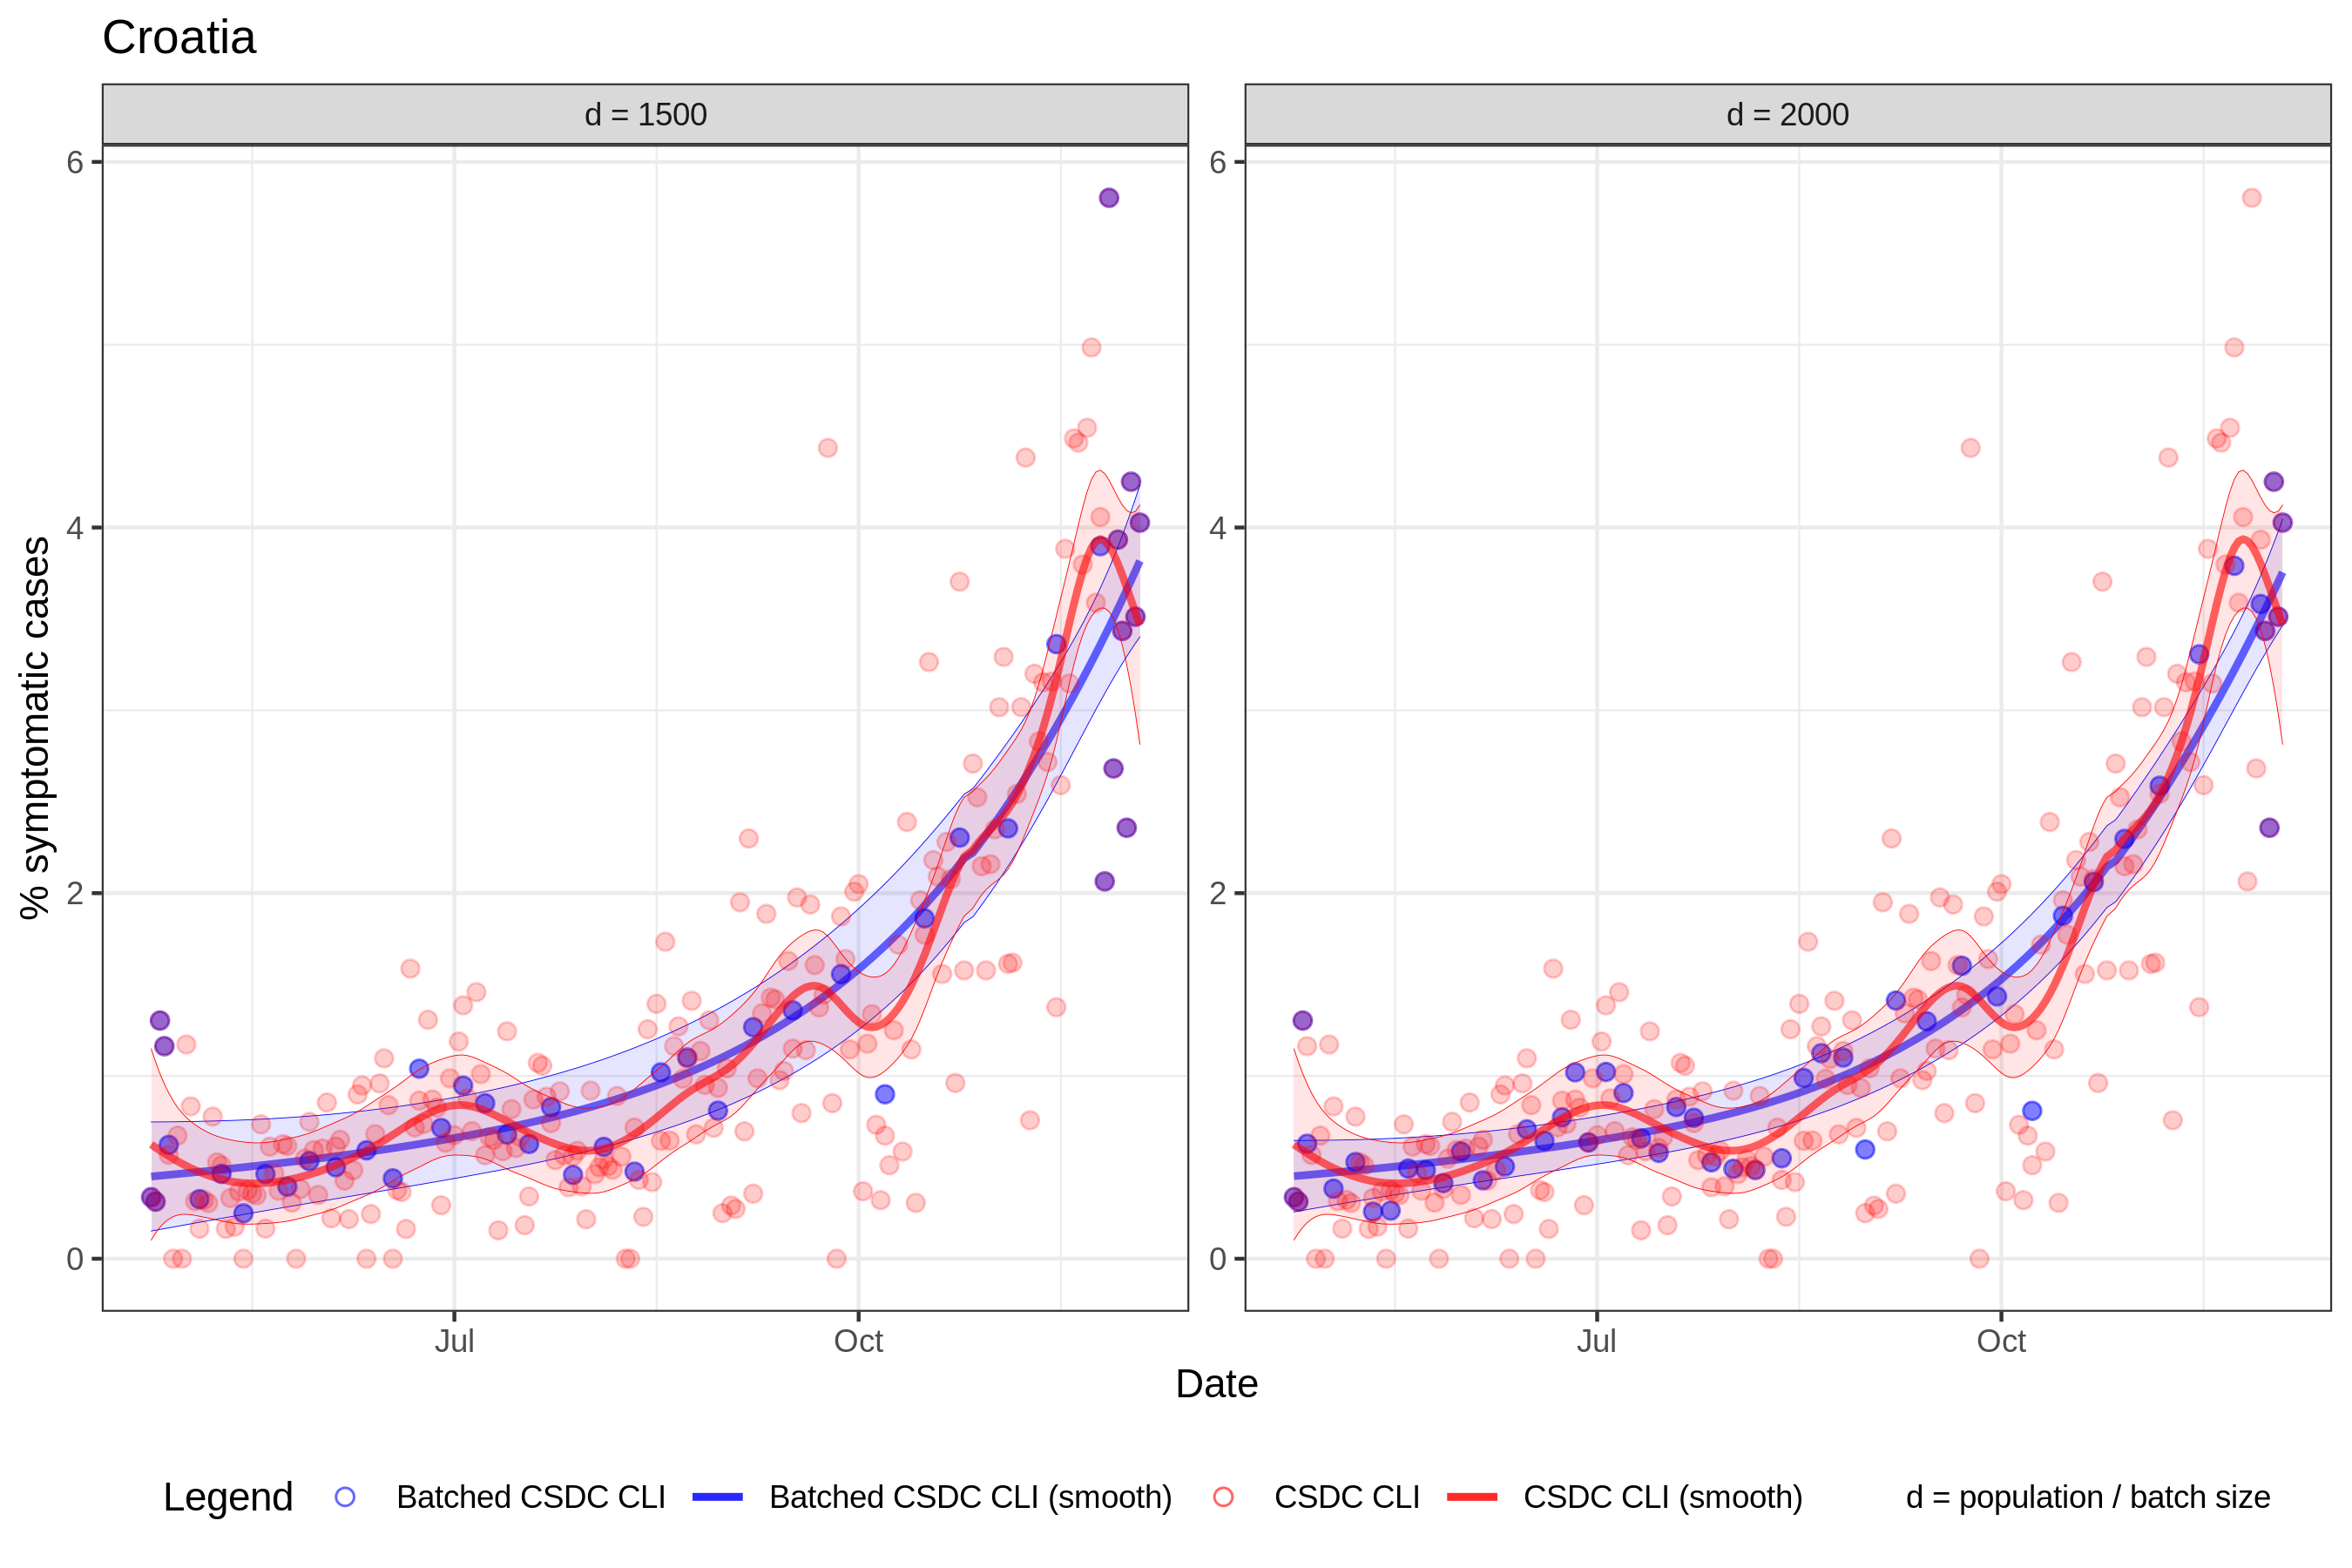 Croatia
d = 1500
d = 2000
% symptomatic cases
6
4
2
0
6
4
2
0
Jul
Oct
Jul
Oct
Date
Legend
Batched CSDC CLI
Batched CSDC CLI (smooth)
CSDC CLI
CSDC CLI (smooth)
d = population / batch size